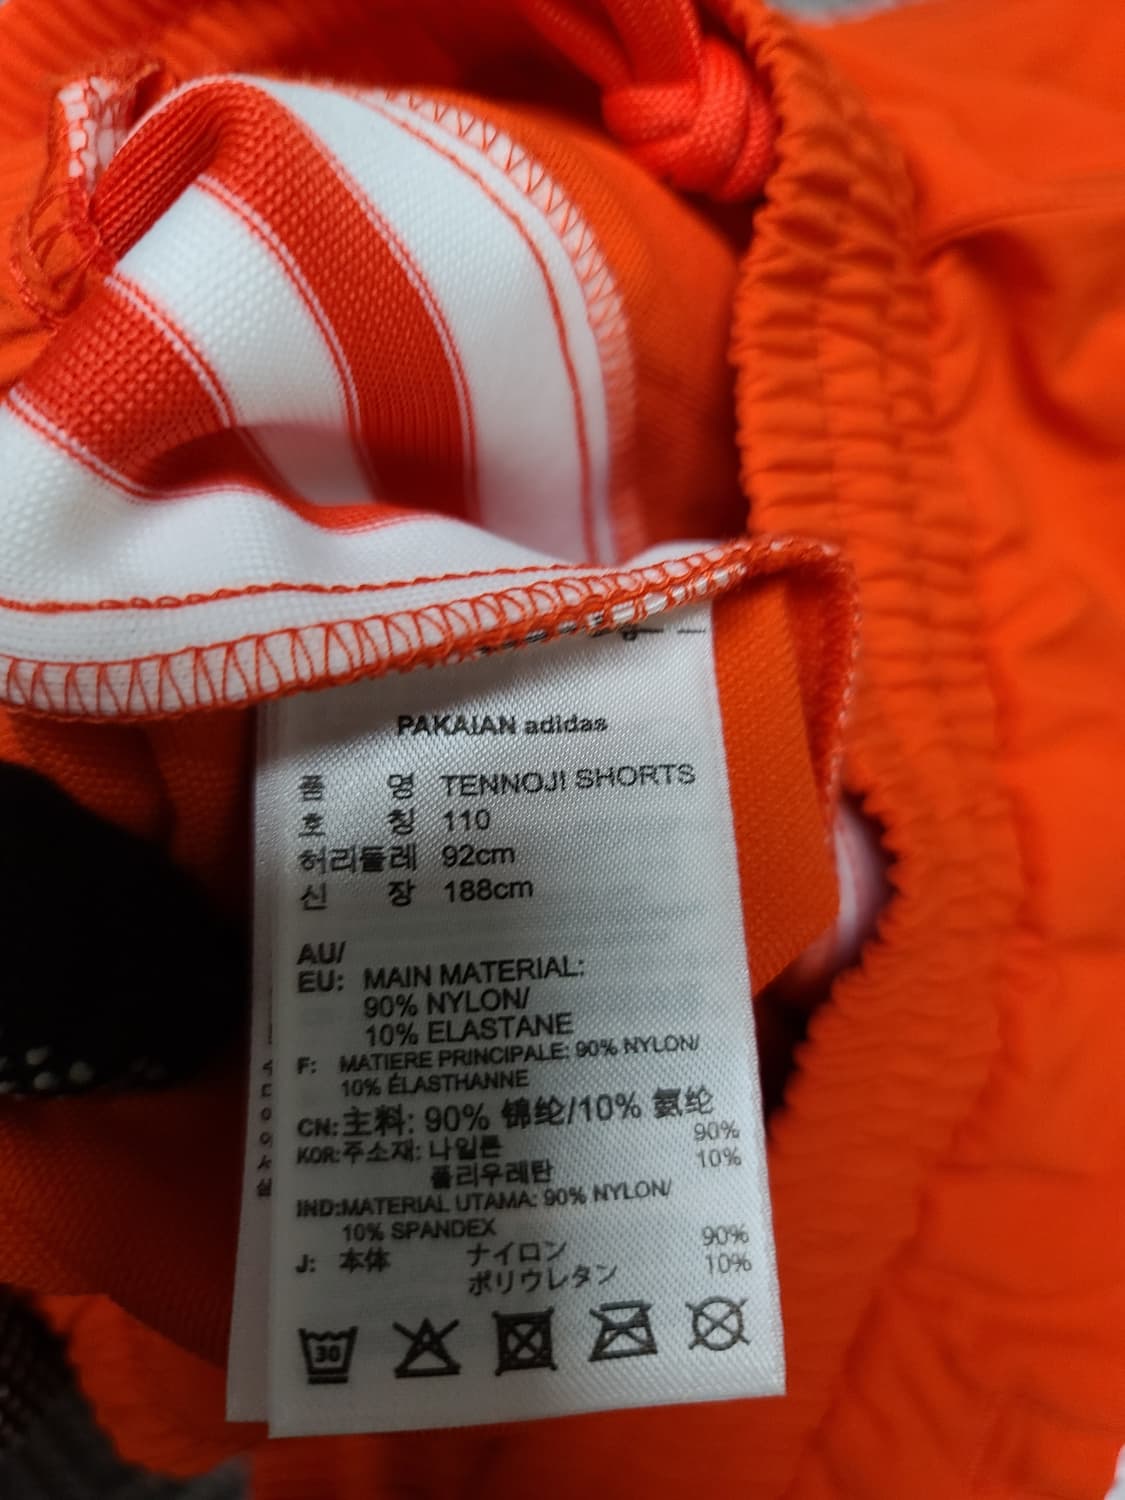 PAKAIAN adidas
품 명 TENNOJI SHORTS
호 칭 110
허리둘레 92cm
신 장 188cm
AU/
EU: MAIN MATERIAL:
90% NYLON/
10% ELASTANE
F: MATIERE PRINCIPALE: 90% NYLON/
10% ÉLASTHANNE
CN:主料: 90% 锦纶/10% 氨纶
KOR:주소재: 나일론 90%
폴리우레탄 10%
IND:MATERIAL UTAMA: 90% NYLON/
10% SPANDEX
J: 本体 ナイロン 90%
ポリウレタン 10%
30